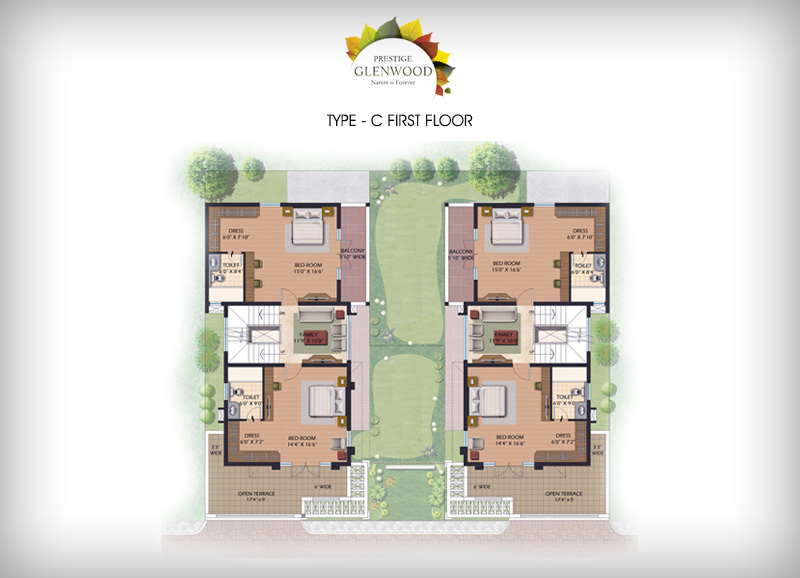 PRESTIGE
GLENWOOD
Nature is Forever
TYPE - C FIRST FLOOR
DRESS
6'0" X 7'10"
TOILET
6'0" X 8'4"
BED ROOM
15'0" X 16'6"
BALCONY
5'10" WIDE
FAMILY
11'9" X 10'0"
TOILET
6'0" X 9'0"
DRESS
6'0" X 7'2"
BED ROOM
14'4" X 16'6"
3'3"
WIDE
6' WIDE
OPEN TERRACE
17'4" x 9
BALCONY
5'10" WIDE
BED ROOM
15'0" X 16'6"
DRESS
6'0" X 7'10"
TOILET
6'0" X 8'4"
FAMILY
11'9" X 10'0"
TOILET
6'0" X 9'0"
BED ROOM
14'4" X 16'6"
DRESS
6'0" X 7'2"
3'3"
WIDE
6' WIDE
OPEN TERRACE
17'4" x 9